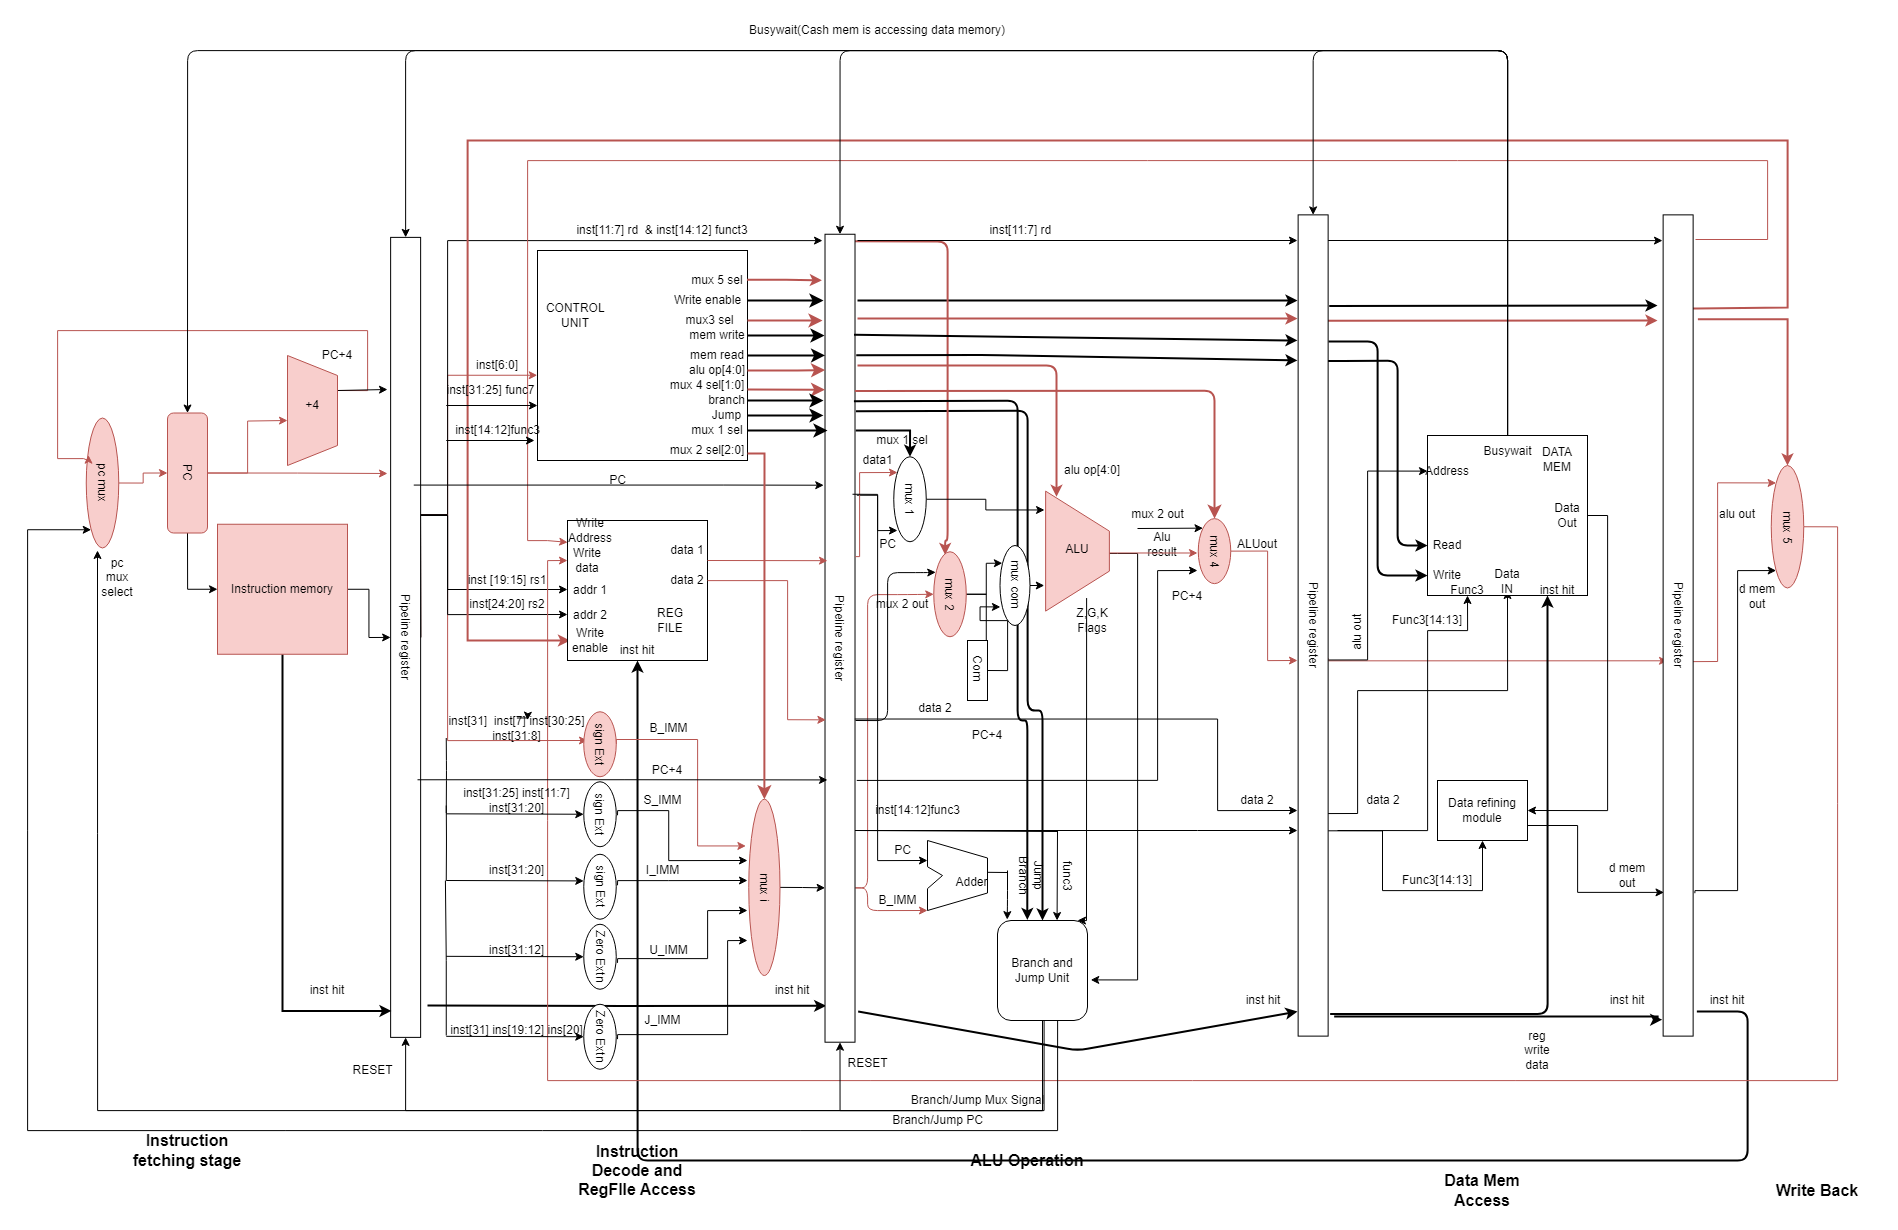 Busywait(Cash mem is accessing data memory)
PC+4
+4
pc mux
PC
pc
mux
select
Instruction memory
inst hit
RESET
Pipeline register
inst[11:7] rd  & inst[14:12] funct3
CONTROL
UNIT
mux 5 sel
Write enable
mux3 sel
mem write
mem read
alu op[4:0]
mux 4 sel[1:0]
branch
Jump
mux 1 sel
mux 2 sel[2:0]
inst[6:0]
inst[31:25] func7
inst[14:12]func3
PC
Write
Address
Write
data
addr 1
addr 2
Write
enable
data 1
data 2
REG
FILE
inst hit
inst [19:15] rs1
inst[24:20] rs2
inst[31]  inst[7] inst[30:25]
inst[31:8]
sign Ext
B_IMM
PC+4
inst[31:25] inst[11:7]
inst[31:20]
sign Ext
S_IMM
inst[31:20]
sign Ext
I_IMM
inst[31:12]
Zero Extn
U_IMM
inst[31] ins[19:12] ins[20]
Zero Extn
J_IMM
mux i
inst hit
Pipeline register
RESET
inst[11:7] rd
mux 1 sel
data1
mux 1
PC
mux 2 out
mux 2
mux com
Com
alu op[4:0]
ALU
Z,G,K
Flags
mux 2 out
Alu
result
mux 4
ALUout
PC+4
data 2
PC+4
inst[14:12]func3
PC
Adder
B_IMM
Branch
Jump
func3
Branch and
Jump Unit
data 2
inst hit
Branch/Jump Mux Signal
Branch/Jump PC
Pipeline register
alu out
Busywait
DATA
MEM
Address
Data
Out
Read
Write
Func3
Data
IN
inst hit
Func3[14:13]
data 2
Data refining
module
Func3[14:13]
d mem
out
inst hit
reg
write
data
Pipeline register
alu out
mux 5
d mem
out
inst hit
Instruction
fetching stage
Instruction
Decode and
RegFIle Access
ALU Operation
Data Mem
Access
Write Back